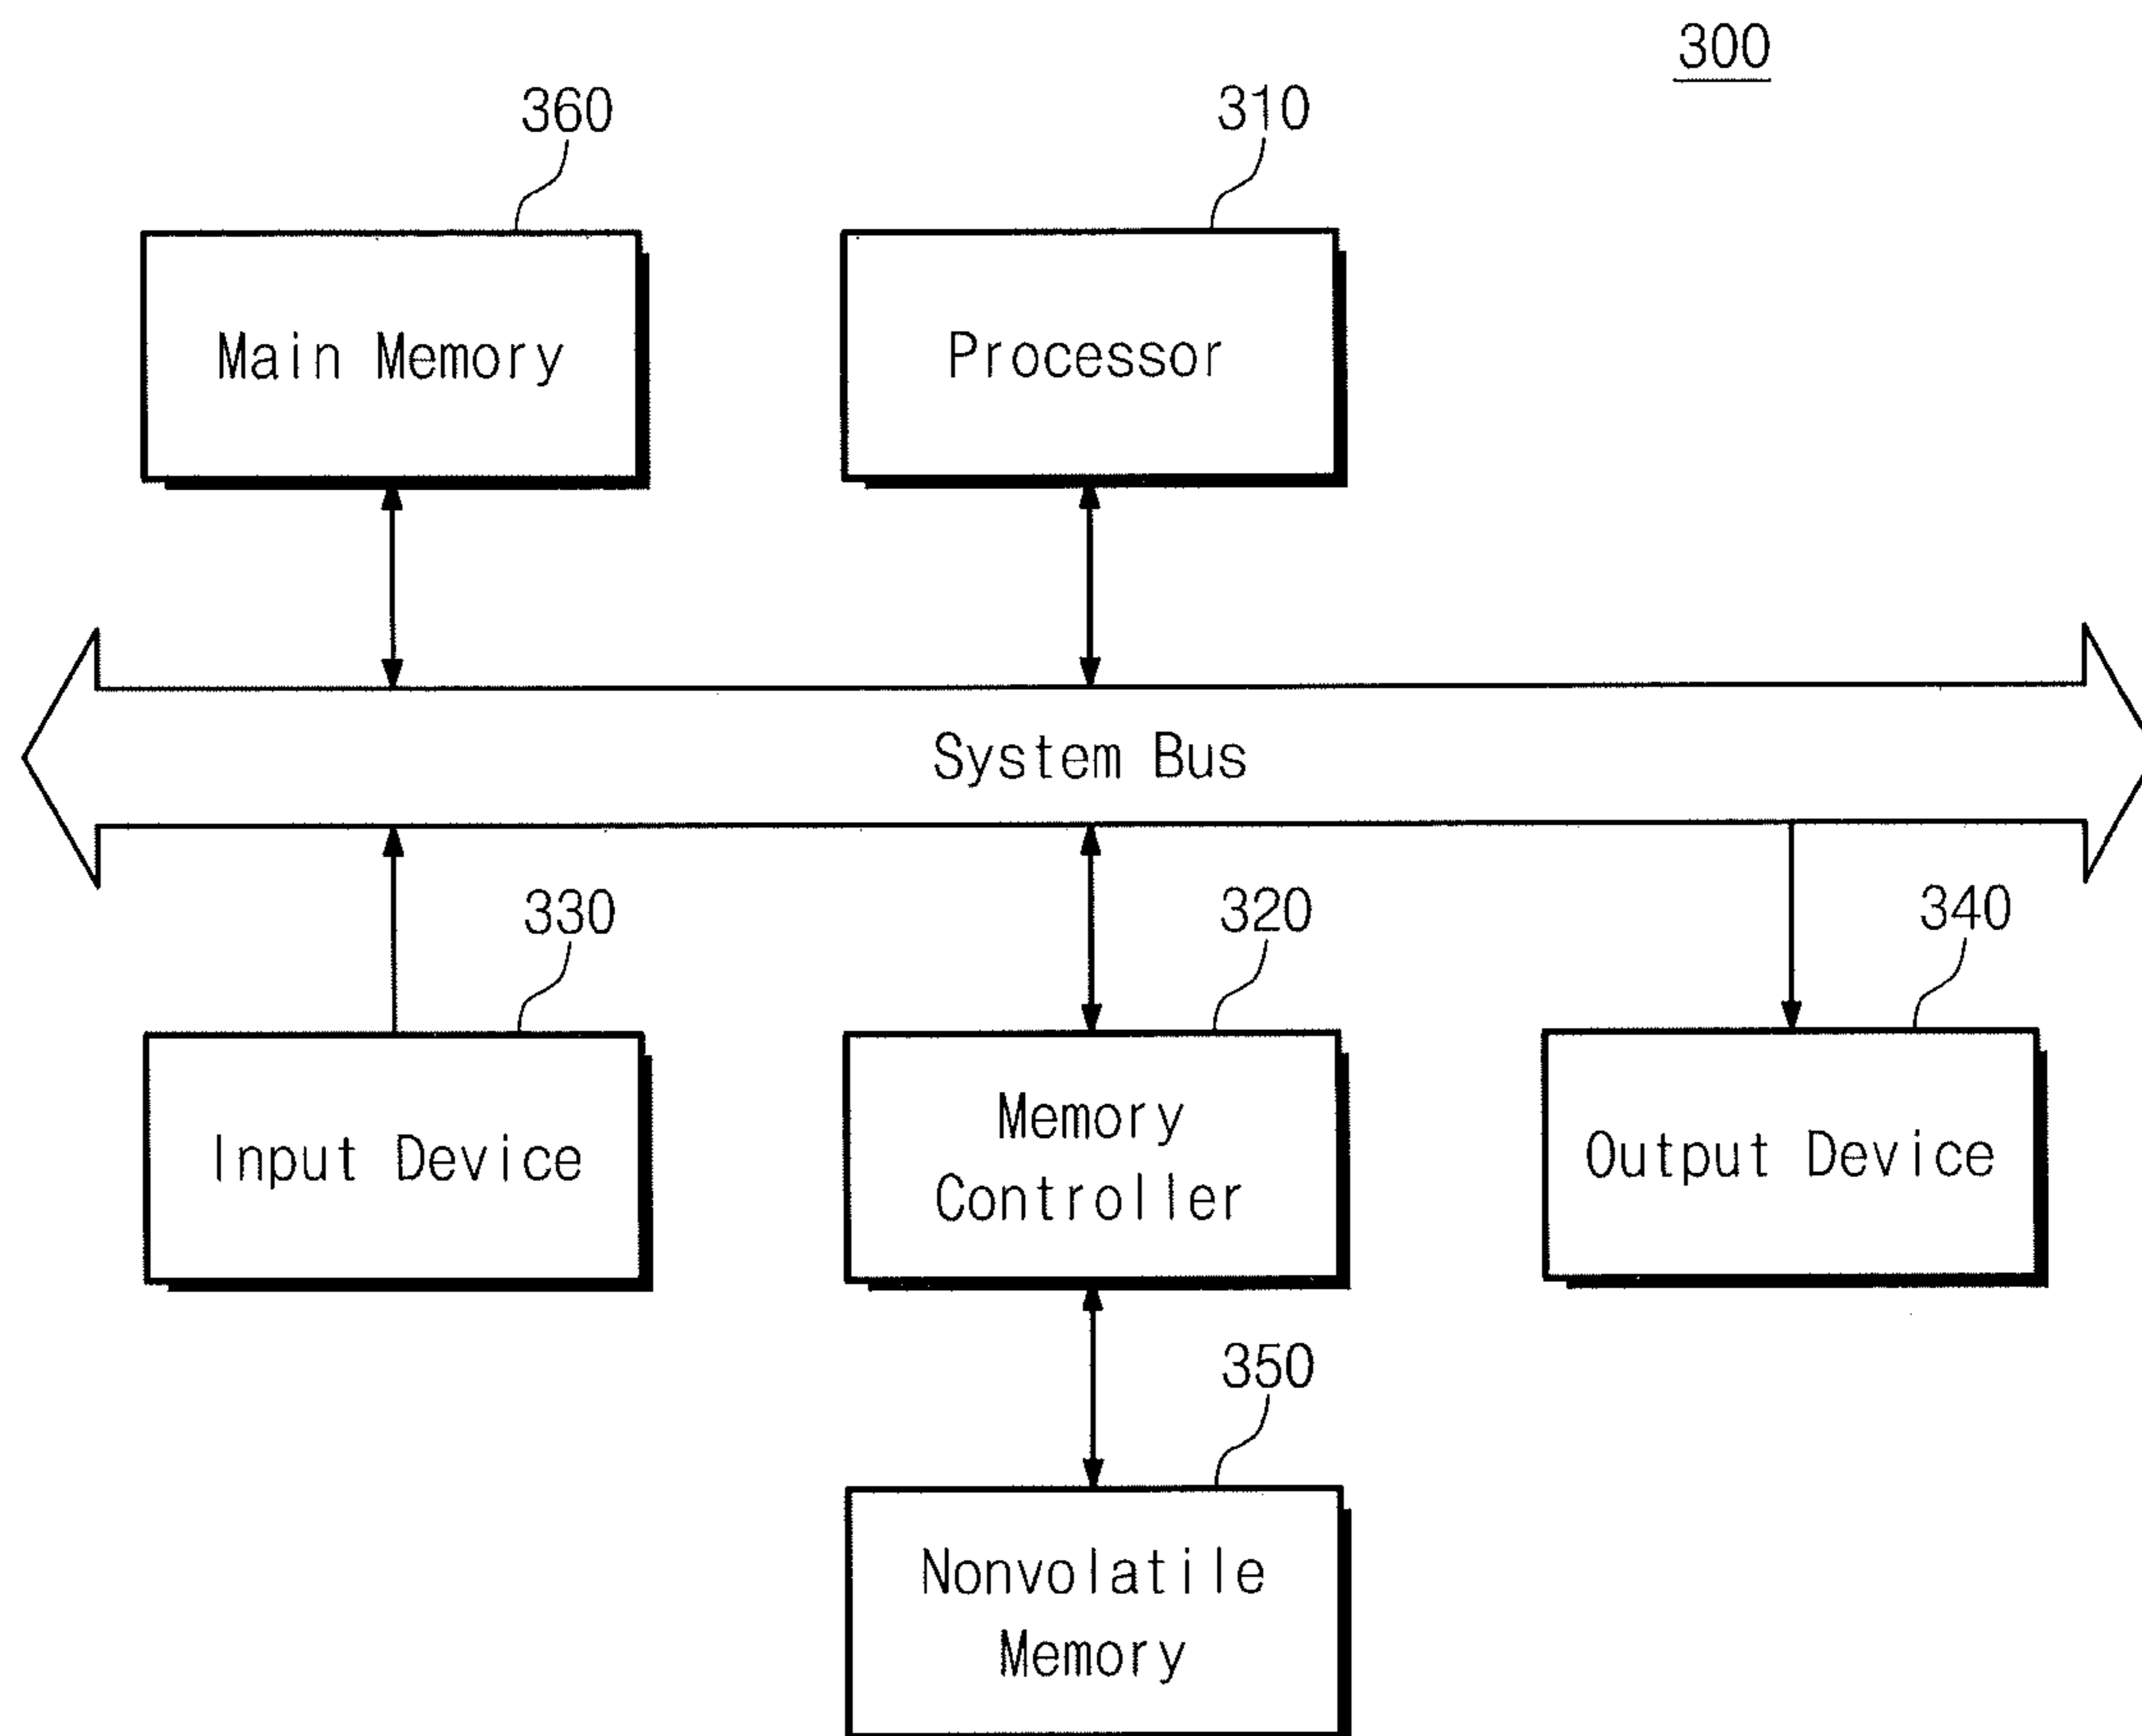 300
360
310
Main Memory
Processor
System Bus
330
320
340
Input Device
Memory
Controller
Output Device
350
Nonvolatile
Memory